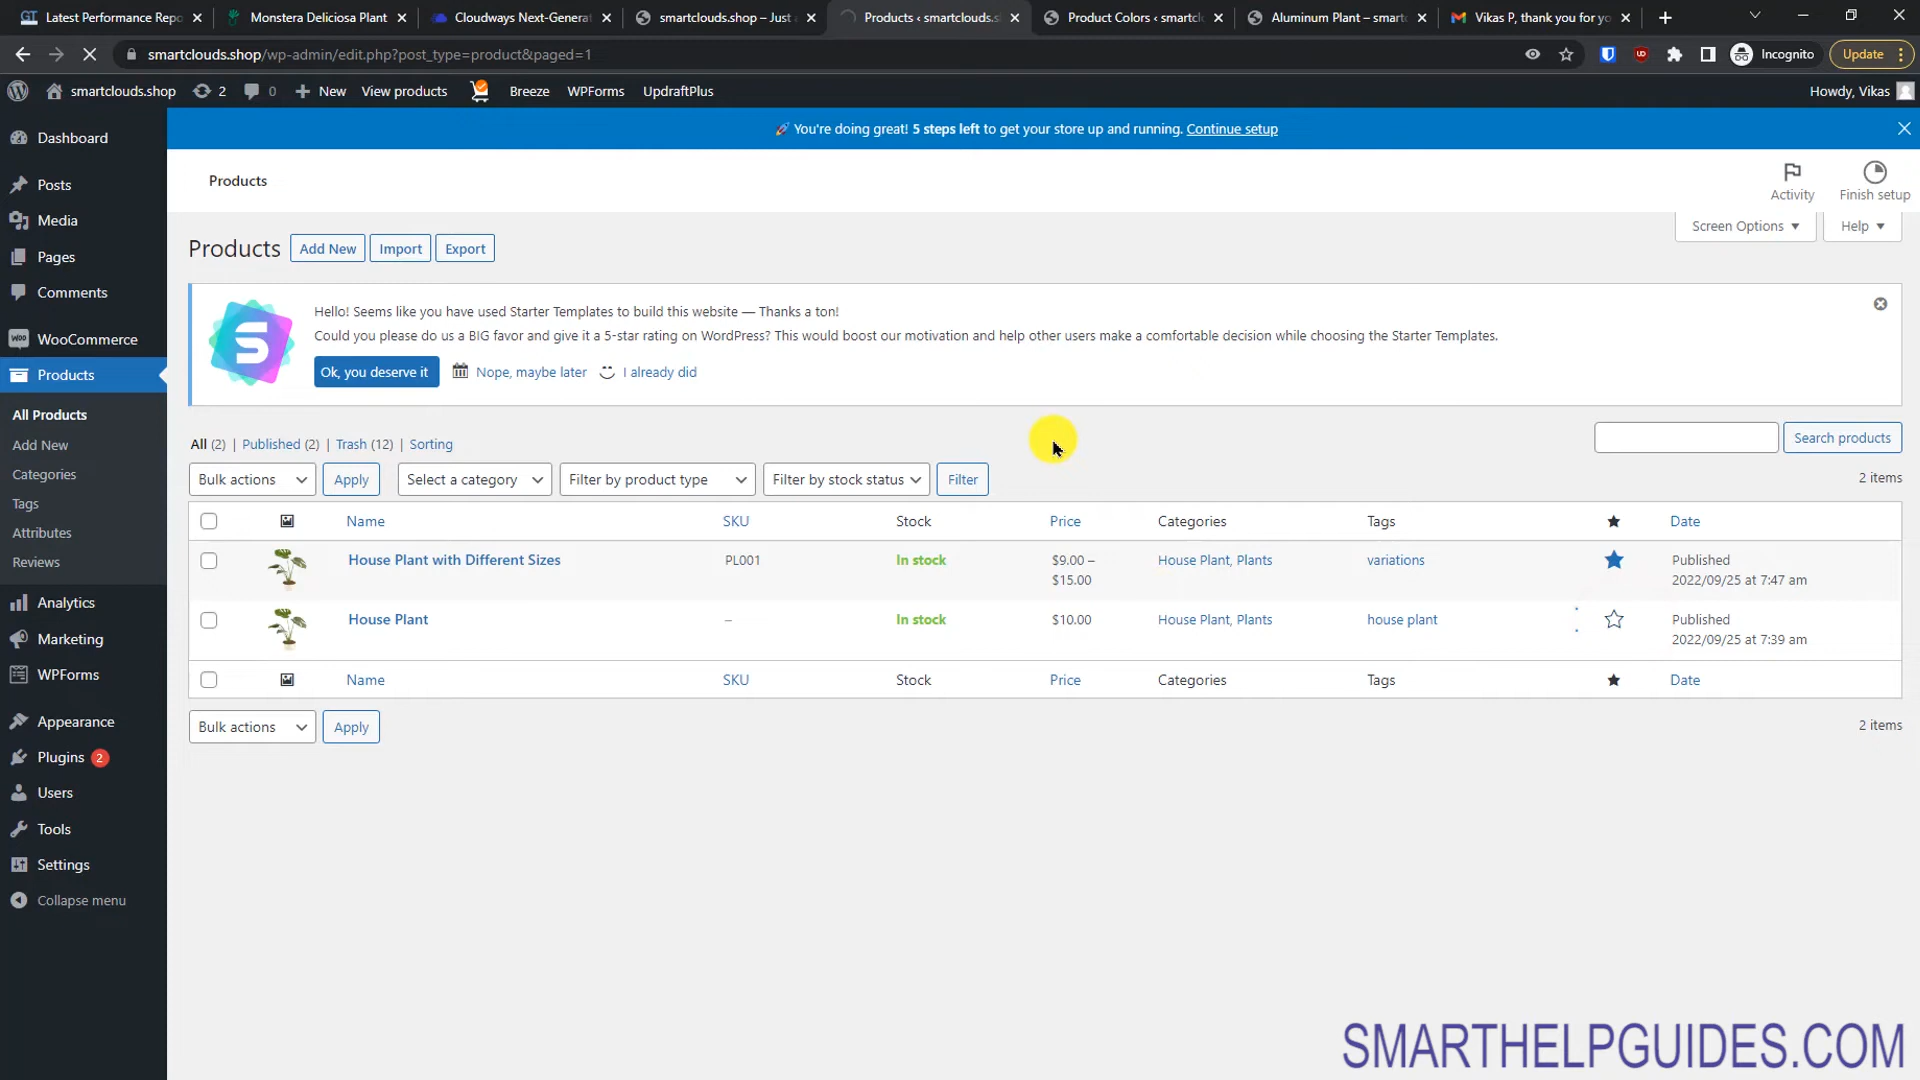 Latest Performance Repo
Monstera Deliciosa Plant
Cloudways Next-Generat
smartclouds.shop – Just a
Products ‹ smartclouds.s
Product Colors ‹ smartcl
Aluminum Plant – smartc
Vikas P, thank you for yo
smartclouds.shop/wp-admin/edit.php?post_type=product&paged=1
Incognito
Update
smartclouds.shop
2
0
New
View products
Breeze
WPForms
UpdraftPlus
Howdy, Vikas
Dashboard
Posts
Media
Pages
Comments
WooCommerce
Products
All Products
Add New
Categories
Tags
Attributes
Reviews
Analytics
Marketing
WPForms
Appearance
Plugins 2
Users
Tools
Settings
Collapse menu
You're doing great! 5 steps left to get your store up and running. Continue setup
Products
Activity
Finish setup
Screen Options
Help
Products
Add New
Import
Export
Hello! Seems like you have used Starter Templates to build this website — Thanks a ton!
Could you please do us a BIG favor and give it a 5-star rating on WordPress? This would boost our motivation and help other users make a comfortable decision while choosing the Starter Templates.
Ok, you deserve it
Nope, maybe later
I already did
All (2) | Published (2) | Trash (12) | Sorting
Search products
Bulk actions
Apply
Select a category
Filter by product type
Filter by stock status
Filter
2 items
Name SKU Stock Price Categories Tags Date
House Plant with Different Sizes PL001 In stock $9.00 – House Plant, Plants variations Published
$15.00 2022/09/25 at 7:47 am
House Plant – In stock $10.00 House Plant, Plants house plant Published
2022/09/25 at 7:39 am
Name SKU Stock Price Categories Tags Date
Bulk actions
Apply
2 items
SMARTHELPGUIDES.COM